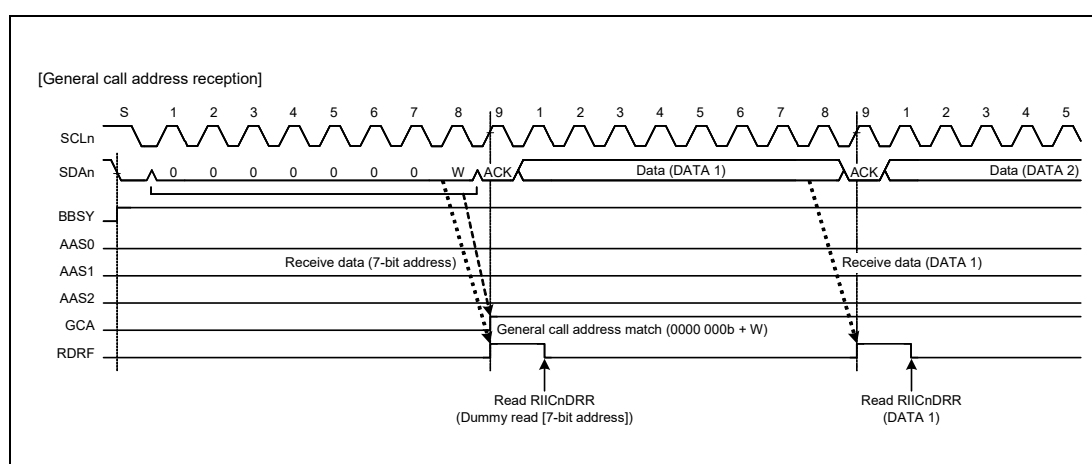 [General call address reception]
S 1 2 3 4 5 6 7 8 9 1 2 3 4 5 6 7 8 9 1 2 3 4 5
SCLn
SDAn 0 0 0 0 0 0 0 W ACK Data (DATA 1) ACK Data (DATA 2)
BBSY
AAS0
Receive data (7-bit address) Receive data (DATA 1)
AAS1
AAS2
GCA General call address match (0000 000b + W)
RDRF
Read RIICnDRR Read RIICnDRR
(Dummy read [7-bit address]) (DATA 1)